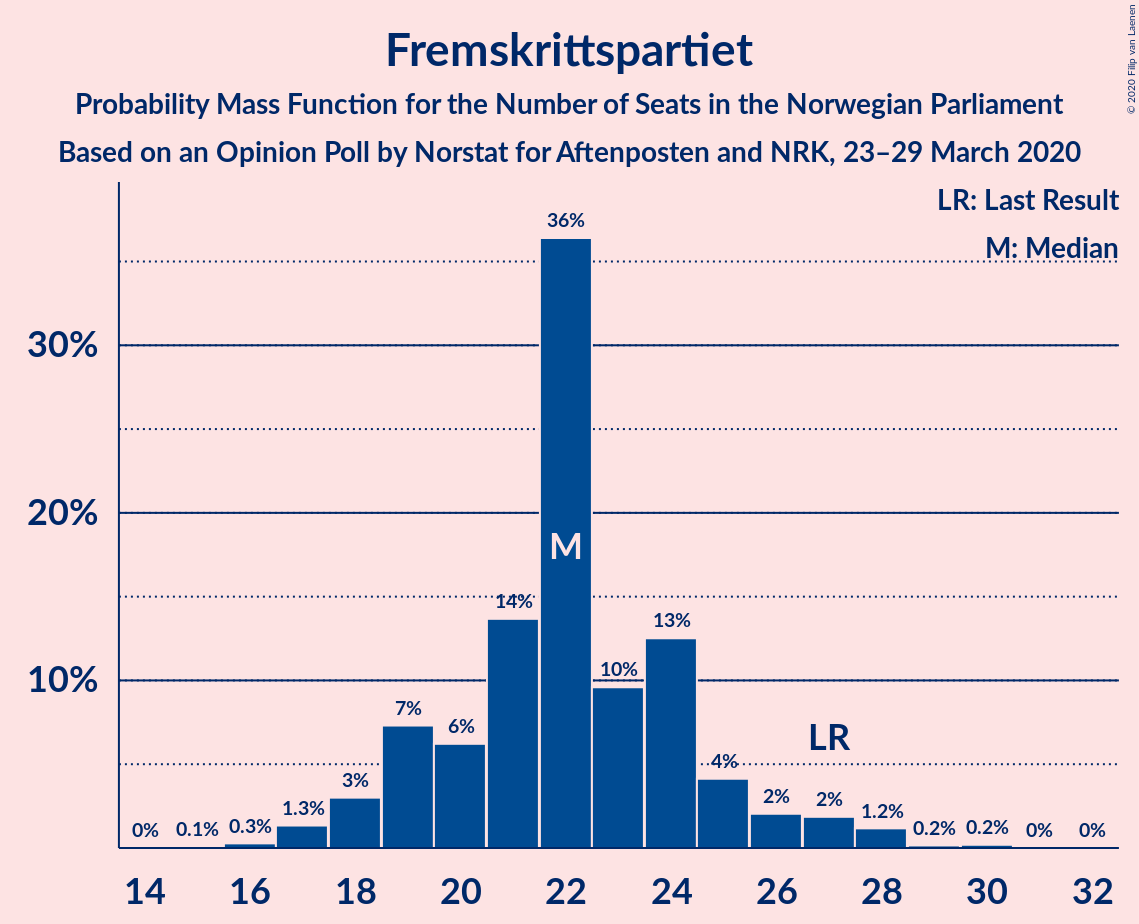 Fremskrittspartiet
Probability Mass Function for the Number of Seats in the Norwegian Parliament
Based on an Opinion Poll by Norstat for Aftenposten and NRK, 23–29 March 2020
© 2020 Filip van Laenen
LR: Last Result
M: Median
30%
20%
10%
0%
0.1%
0.3%
1.3%
3%
7%
6%
14%
36%
M
10%
13%
4%
2%
LR
2%
1.2%
0.2%
0.2%
0%
0%
14 16 18 20 22 24 26 28 30 32